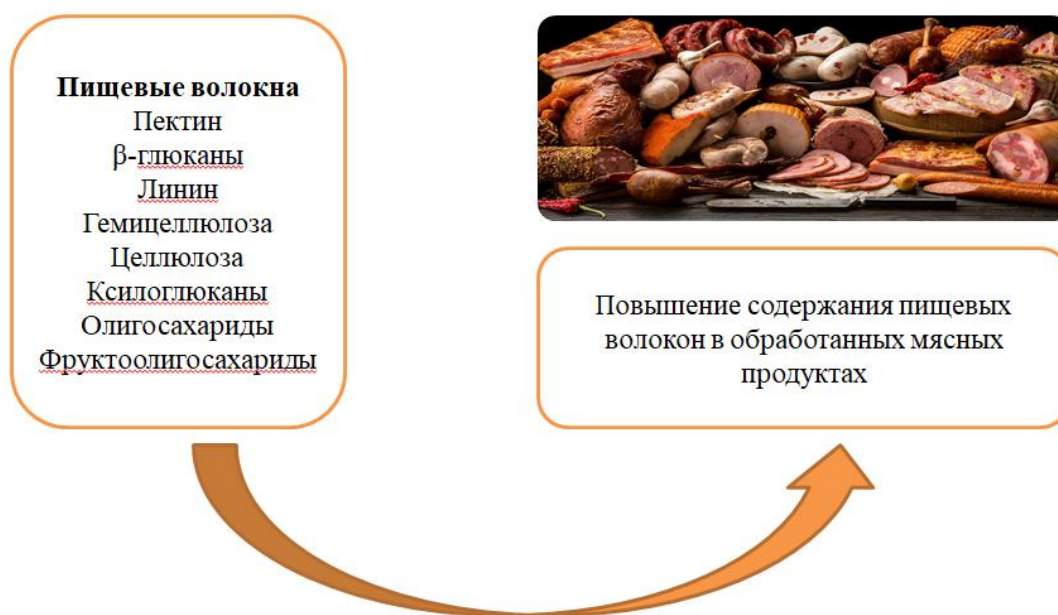 Пищевые волокна
Пектин
β-глюканы
Линин
Гемицеллюлоза
Целлюлоза
Ксилоглюканы
Олигосахариды
Фруктоолигосахариды
Повышение содержания пищевых
волокон в обработанных мясных
продуктах